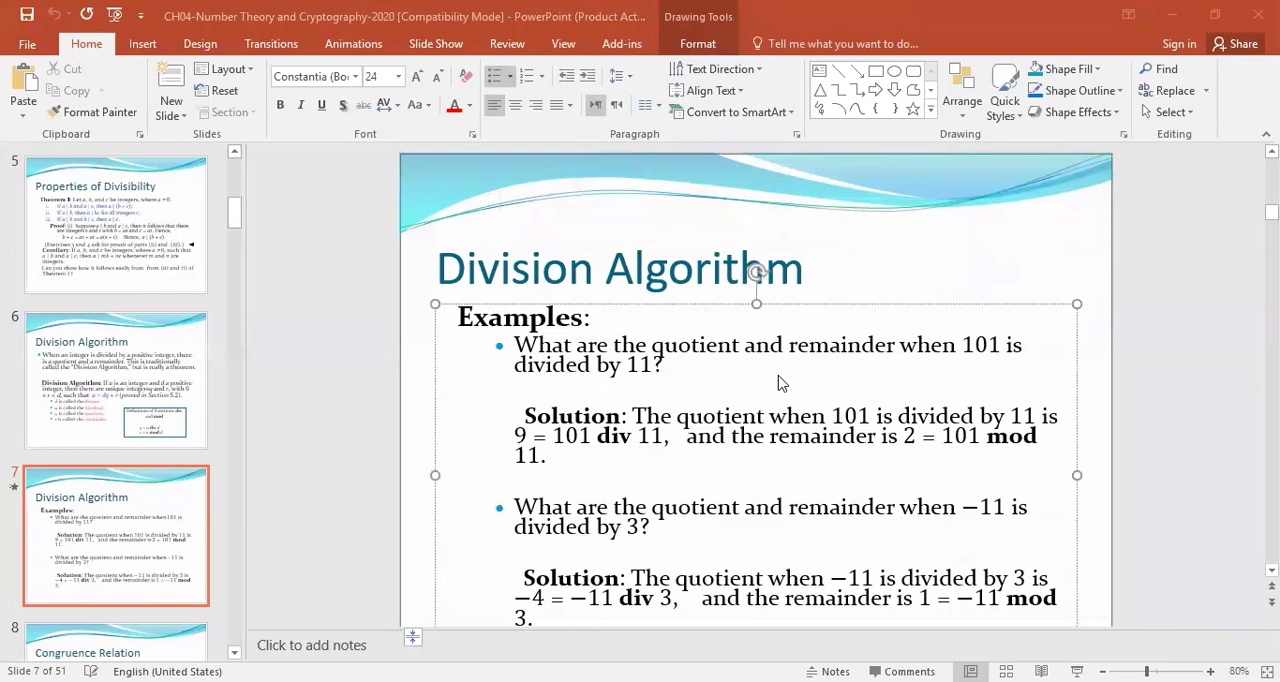 CH04-Number Theory and Cryptography-2020 [Compatibility Mode] - PowerPoint (Product Act...
Drawing Tools
File
Home
Insert
Design
Transitions
Animations
Slide Show
Review
View
Add-ins
Format
Tell me what you want to do...
Sign in
Share
Paste
Cut
Copy
Format Painter
Clipboard
New
Slide
Layout
Reset
Section
Slides
Constantia (Bo
24
B I U S abc AV Aa A
Font
Text Direction
Align Text
Convert to SmartArt
Paragraph
Arrange
Quick
Styles
Shape Fill
Shape Outline
Shape Effects
Drawing
Find
Replace
Select
Editing
5
Properties of Divisibility
6
Division Algorithm
7
Division Algorithm
Examples:
8
Congruence Relation
Division Algorithm
Examples:
• What are the quotient and remainder when 101 is
divided by 11?
Solution: The quotient when 101 is divided by 11 is
9 = 101 div 11, and the remainder is 2 = 101 mod
11.
• What are the quotient and remainder when −11 is
divided by 3?
Solution: The quotient when −11 is divided by 3 is
−4 = −11 div 3, and the remainder is 1 = −11 mod
3.
Click to add notes
Slide 7 of 51
English (United States)
Notes
Comments
80%